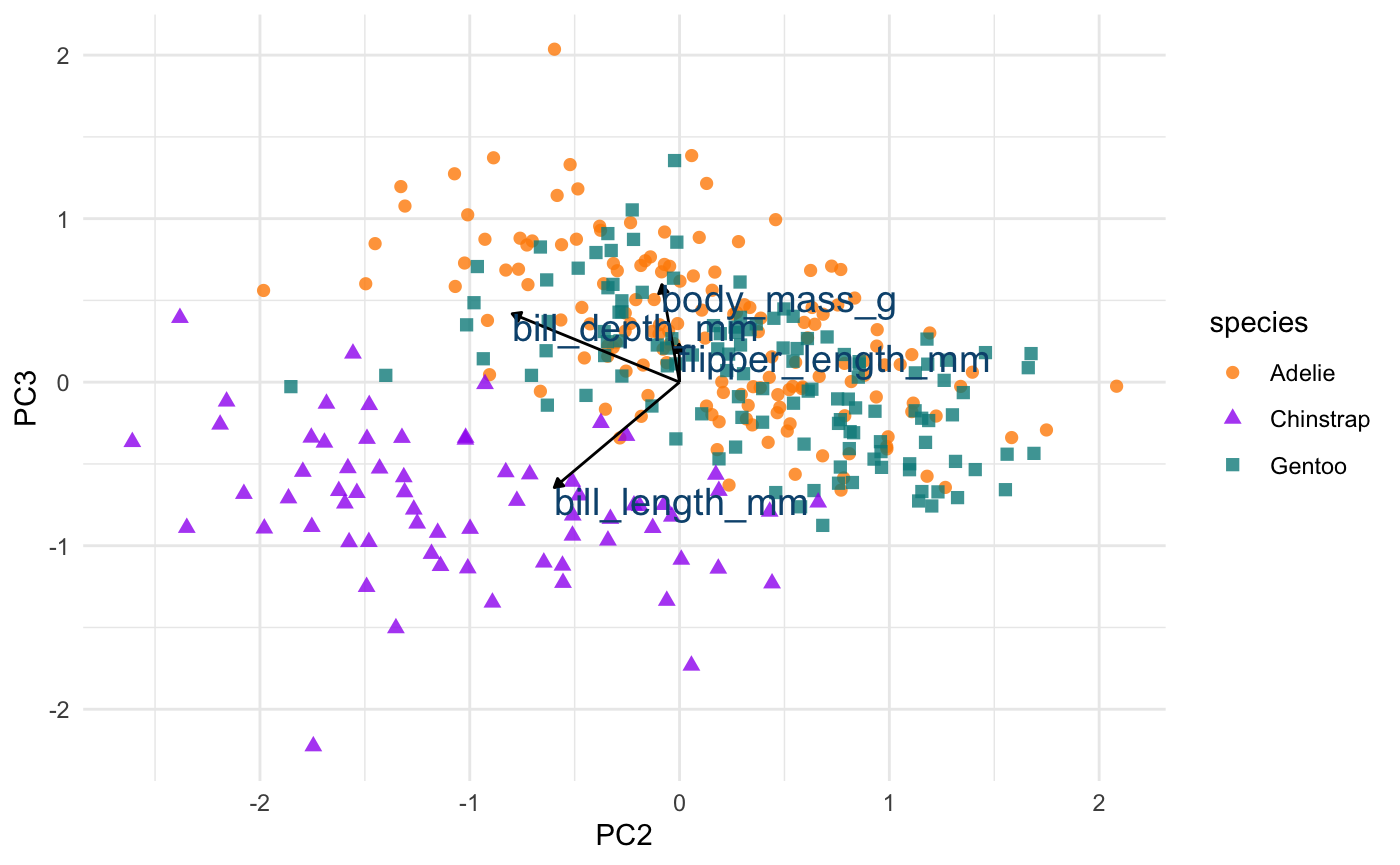 2
1
0
-1
-2
PC3
body_mass_g
bill_depth_mm
flipper_length_mm
bill_length_mm
-2
-1
0
1
2
PC2
species
Adelie
Chinstrap
Gentoo